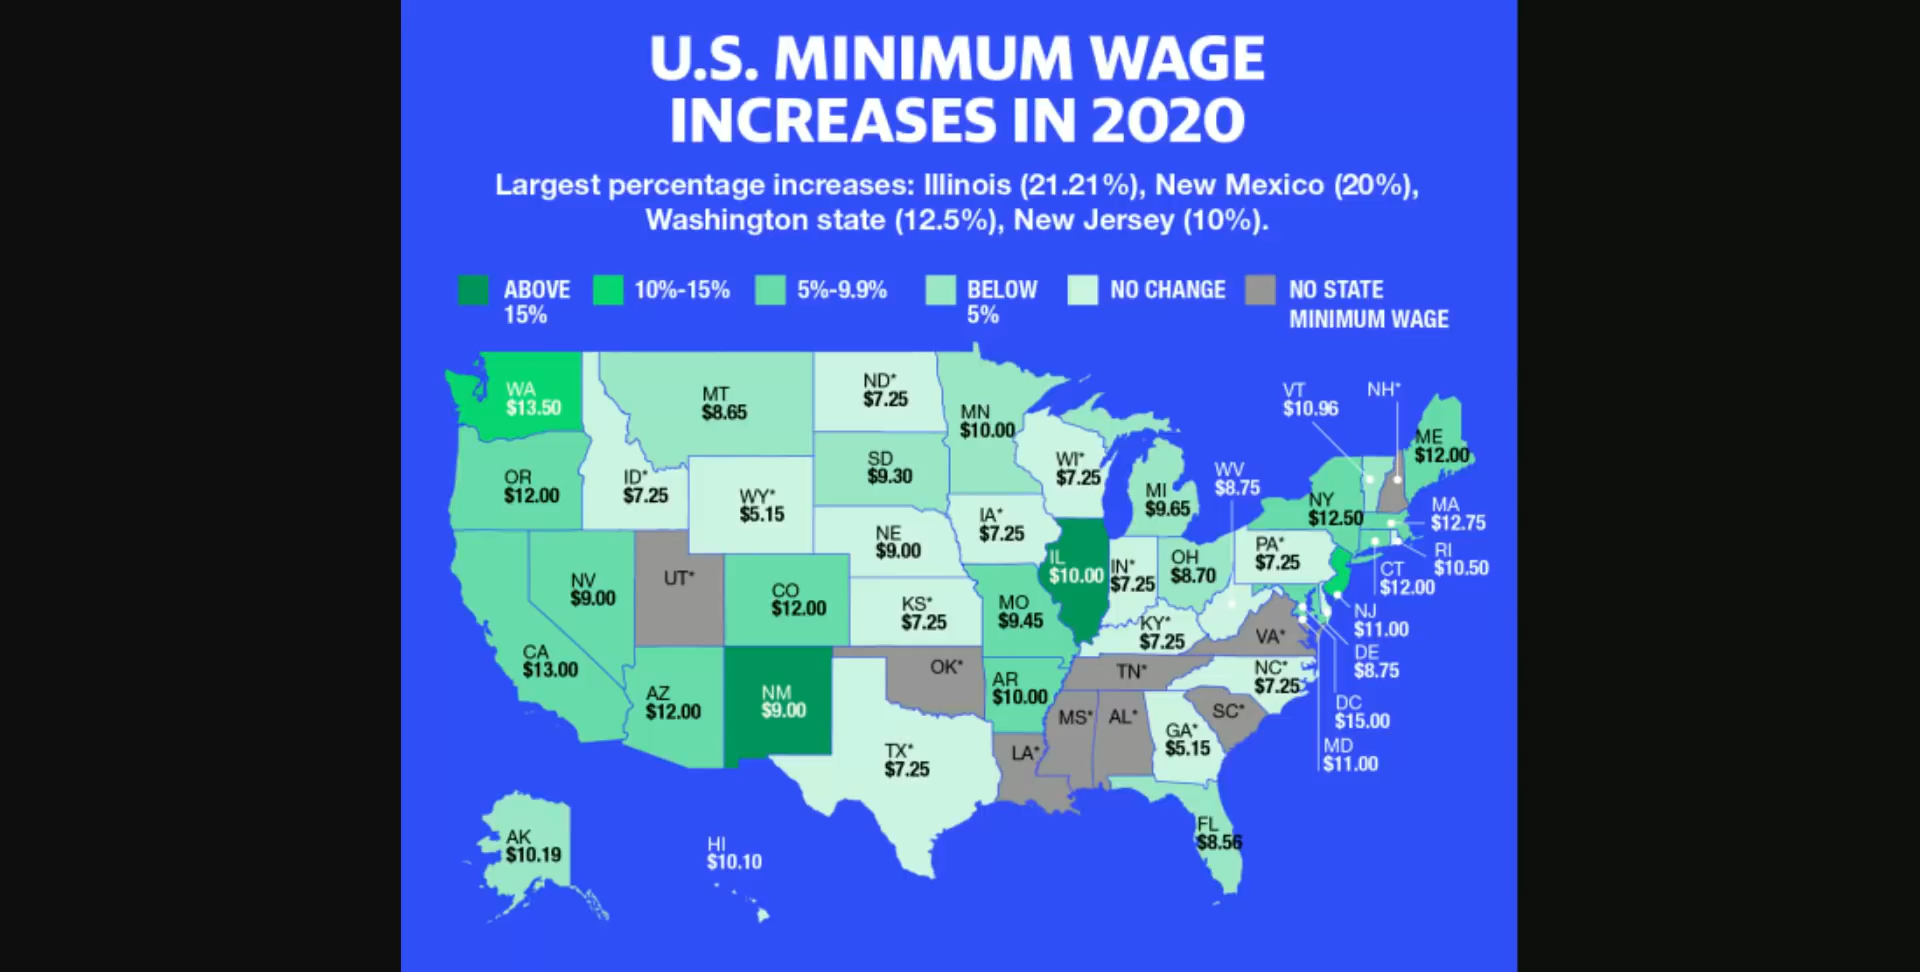 U.S. MINIMUM WAGE
INCREASES IN 2020
Largest percentage increases: Illinois (21.21%), New Mexico (20%),
Washington state (12.5%), New Jersey (10%).
ABOVE
15%
10%-15%
5%-9.9%
BELOW
5%
NO CHANGE
NO STATE
MINIMUM WAGE
WA
$13.50
MT
$8.65
ND*
$7.25
MN
$10.00
VT
$10.96
NH*
ME
$12.00
OR
$12.00
ID*
$7.25
WY*
$5.15
SD
$9.30
WI*
$7.25
MI
$9.65
WV
$8.75
NY
$12.50
MA
$12.75
RI
$10.50
CT
$12.00
NJ
$11.00
DE
$8.75
DC
$15.00
MD
$11.00
NE
$9.00
IA*
$7.25
IL
$10.00
IN*
$7.25
OH
$8.70
PA*
$7.25
NV
$9.00
UT*
CO
$12.00
KS*
$7.25
MO
$9.45
KY*
$7.25
VA*
CA
$13.00
AZ
$12.00
NM
$9.00
OK*
AR
$10.00
TN*
NC*
$7.25
TX*
$7.25
LA*
MS*
AL*
GA*
$5.15
SC*
FL
$8.56
AK
$10.19
HI
$10.10